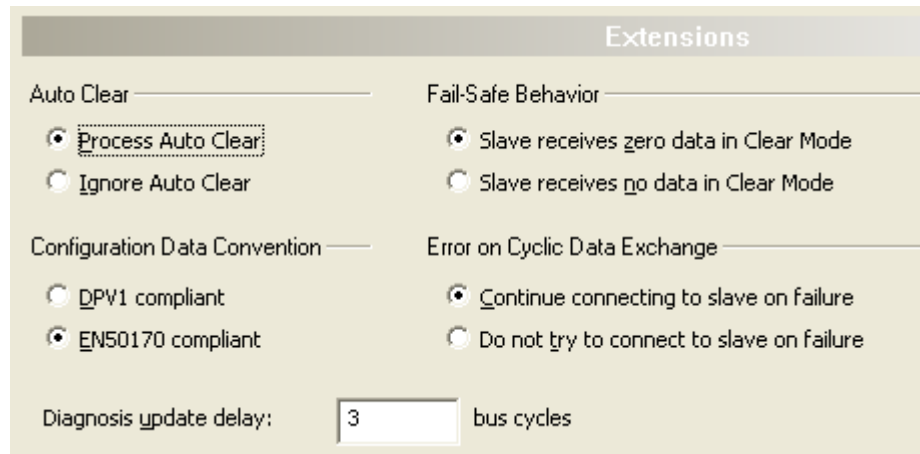 Extensions
Auto Clear
Fail-Safe Behavior
Process Auto Clear
Slave receives zero data in Clear Mode
Ignore Auto Clear
Slave receives no data in Clear Mode
Configuration Data Convention
Error on Cyclic Data Exchange
DPV1 compliant
Continue connecting to slave on failure
EN50170 compliant
Do not try to connect to slave on failure
Diagnosis update delay: 3 bus cycles